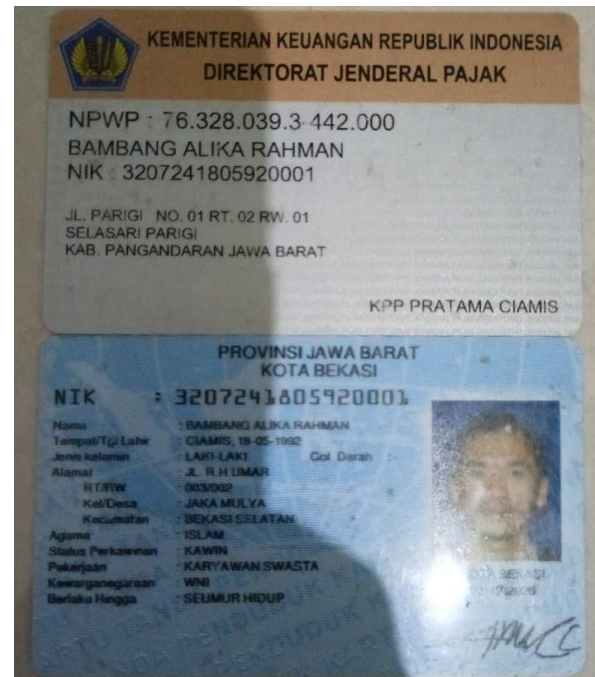 KEMENTERIAN KEUANGAN REPUBLIK INDONESIA
DIREKTORAT JENDERAL PAJAK
NPWP : 76.328.039.3-442.000
BAMBANG ALIKA RAHMAN
NIK : 3207241805920001
JL. PARIGI NO. 01 RT. 02 RW. 01
SELASARI PARIGI
KAB. PANGANDARAN JAWA BARAT
KPP PRATAMA CIAMIS
PROVINSI JAWA BARAT
KOTA BEKASI
NIK : 3207241805920001
Nama : BAMBANG ALIKA RAHMAN
Tempat/Tgl Lahir : CIAMIS, 18-05-1992
Jenis kelamin : LAKI-LAKI Gol. Darah : -
Alamat : JL. R.H UMAR
RT/RW : 003/002
Kel/Desa : JAKA MULYA
Kecamatan : BEKASI SELATAN
Agama : ISLAM
Status Perkawinan : KAWIN
Pekerjaan : KARYAWAN SWASTA
Kewarganegaraan : WNI
Berlaku Hingga : SEUMUR HIDUP
KOTA BEKASI